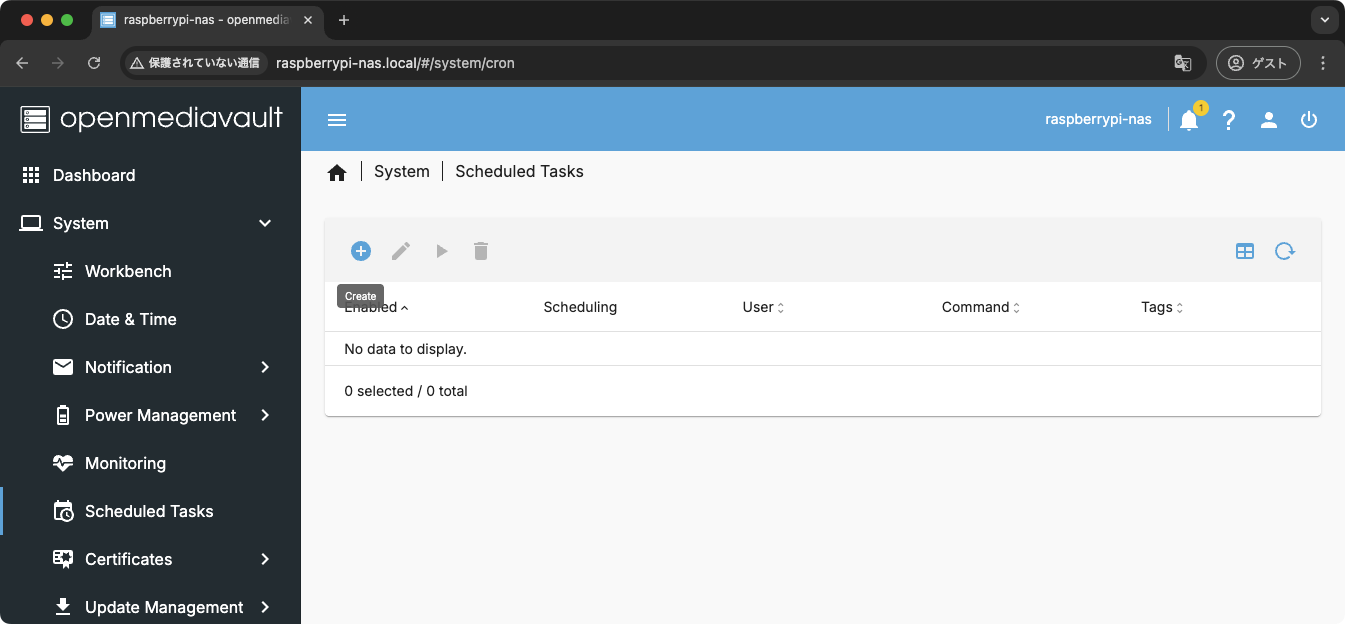 raspberrypi-nas - openmedia
保護されていない通信 raspberrypi-nas.local/#/system/cron ゲスト
openmediavault
raspberrypi-nas 1
Dashboard
System
Workbench
Date & Time
Notification
Power Management
Monitoring
Scheduled Tasks
Certificates
Update Management
System Scheduled Tasks
Create
Enabled Scheduling User Command Tags
No data to display.
0 selected / 0 total